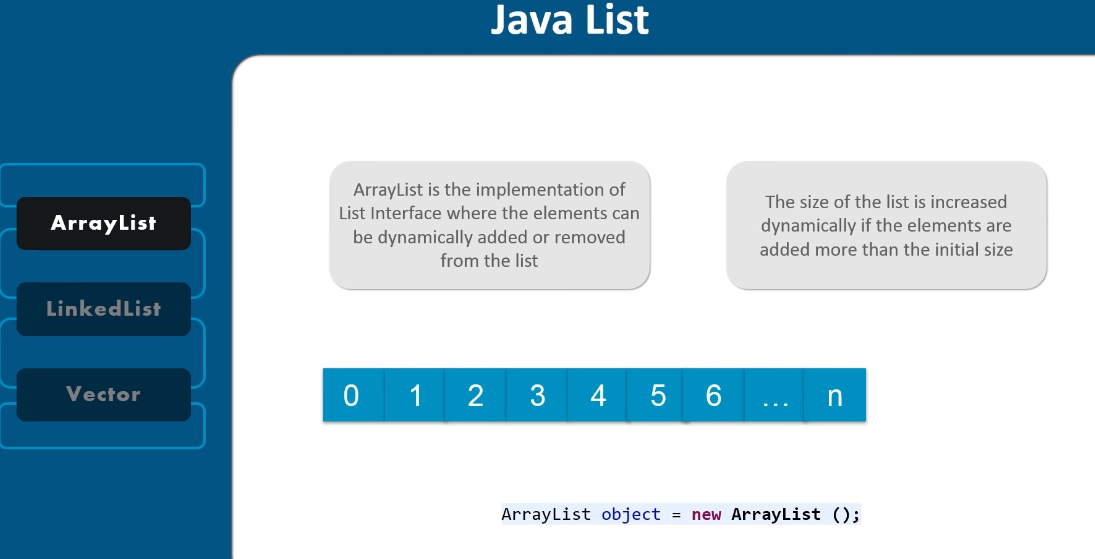 Java List
ArrayList
LinkedList
Vector
ArrayList is the implementation of
List Interface where the elements can
be dynamically added or removed
from the list
The size of the list is increased
dynamically if the elements are
added more than the initial size
0 1 2 3 4 5 6 ... n
ArrayList object = new ArrayList ();